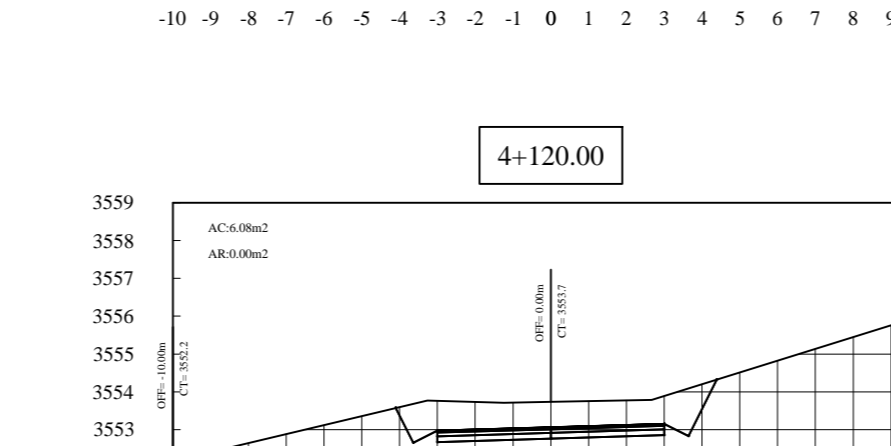 -10 -9 -8 -7 -6 -5 -4 -3 -2 -1 0 1 2 3 4 5 6 7 8 9
4+120.00
3559
AC:6.08m2
3558
AR:0.00m2
3557
3556
3555
3554
3553
OFF= -10.00m
CT= 3552.2
OFF= 0.00m
CT= 3553.7